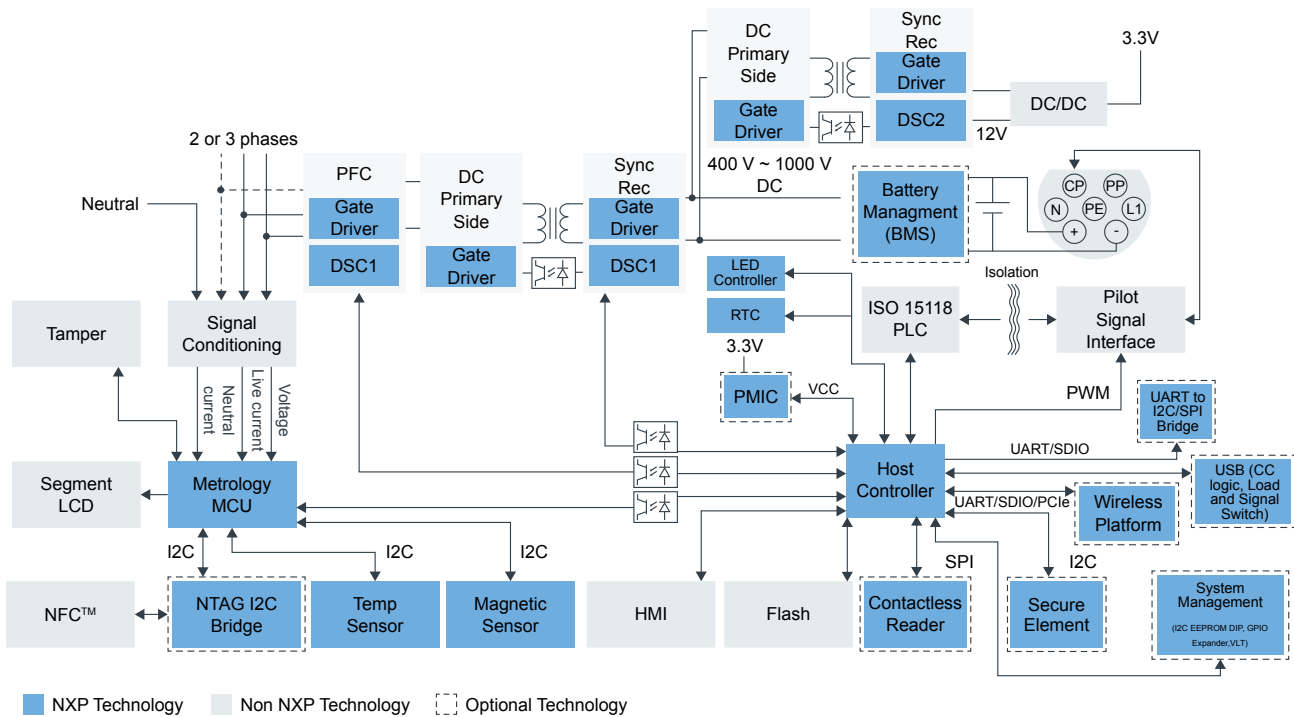 DC
Primary
Side
Gate
Driver
Sync
Rec
Gate
Driver
DSC2
3.3V
DC/DC
12V
2 or 3 phases
Neutral
PFC
Gate
Driver
DSC1
DC
Primary
Side
Gate
Driver
Sync
Rec
Gate
Driver
DSC1
400 V ~ 1000 V
DC
Battery
Managment
(BMS)
CP
PP
N
PE
L1
+
-
Tamper
Signal
Conditioning
LED
Controller
RTC
3.3V
PMIC
VCC
ISO 15118
PLC
Isolation
Pilot
Signal
Interface
PWM
UART to
I2C/SPI
Bridge
Neutral
current
Live current
Voltage
Segment
LCD
Metrology
MCU
Host
Controller
UART/SDIO
UART/SDIO/PCIe
Wireless
Platform
USB (CC
logic, Load
and Signal
Switch)
I2C
I2C
I2C
SPI
I2C
NFC™
NTAG I2C
Bridge
Temp
Sensor
Magnetic
Sensor
HMI
Flash
Contactless
Reader
Secure
Element
System
Management
(I2C EEPROM DIP, GPIO
Expander,VLT)
NXP Technology
Non NXP Technology
Optional Technology